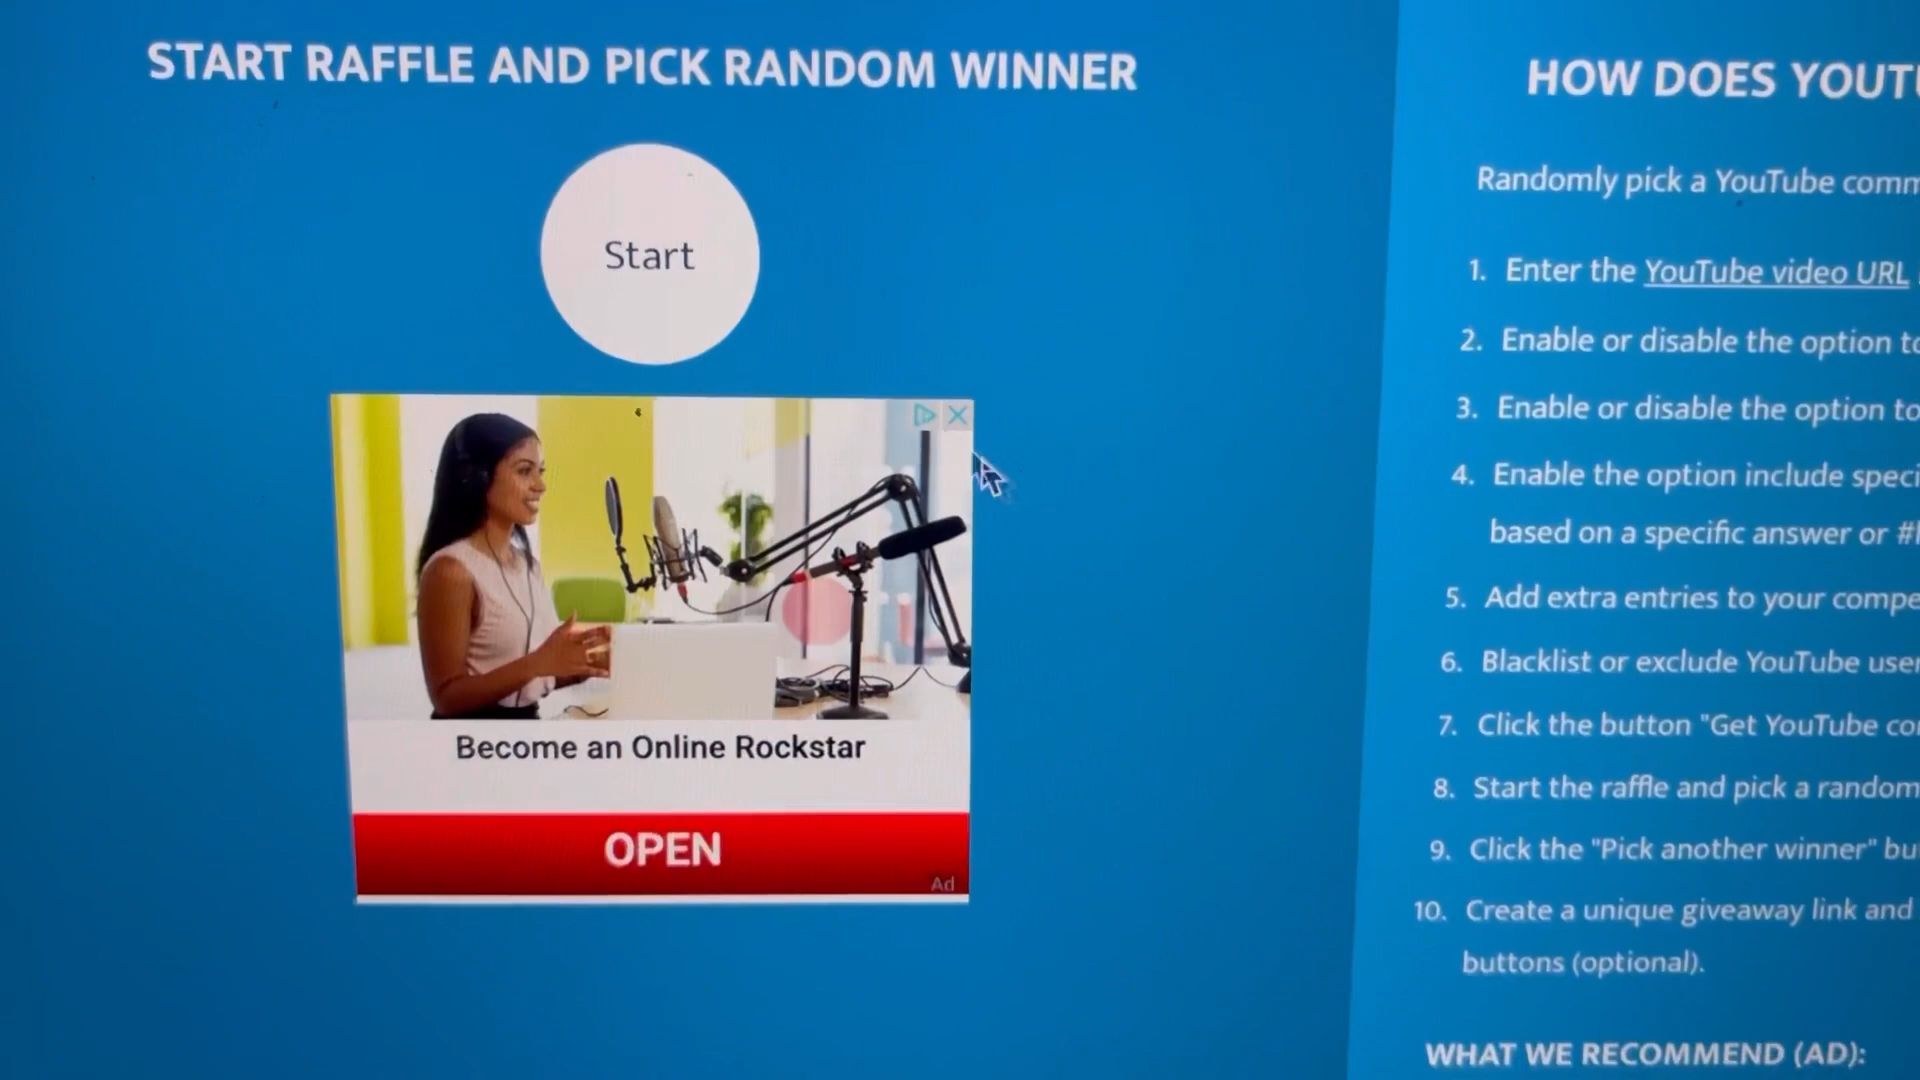 START RAFFLE AND PICK RANDOM WINNER
Start
Become an Online Rockstar
OPEN
Ad
HOW DOES
Randomly pick a YouTube
1. Enter the YouTube video URL
2. Enable or disable the option
3. Enable or disable the option to
4. Enable the option include
based on a specific answer or
5. Add extra entries to your
6. Blacklist or exclude YouTube
7. Click the button "Get YouTube
8. Start the raffle and pick a random
9. Click the "Pick another winner"
10. Create a unique giveaway link and
buttons (optional).
WHAT WE RECOMMEND (AD):